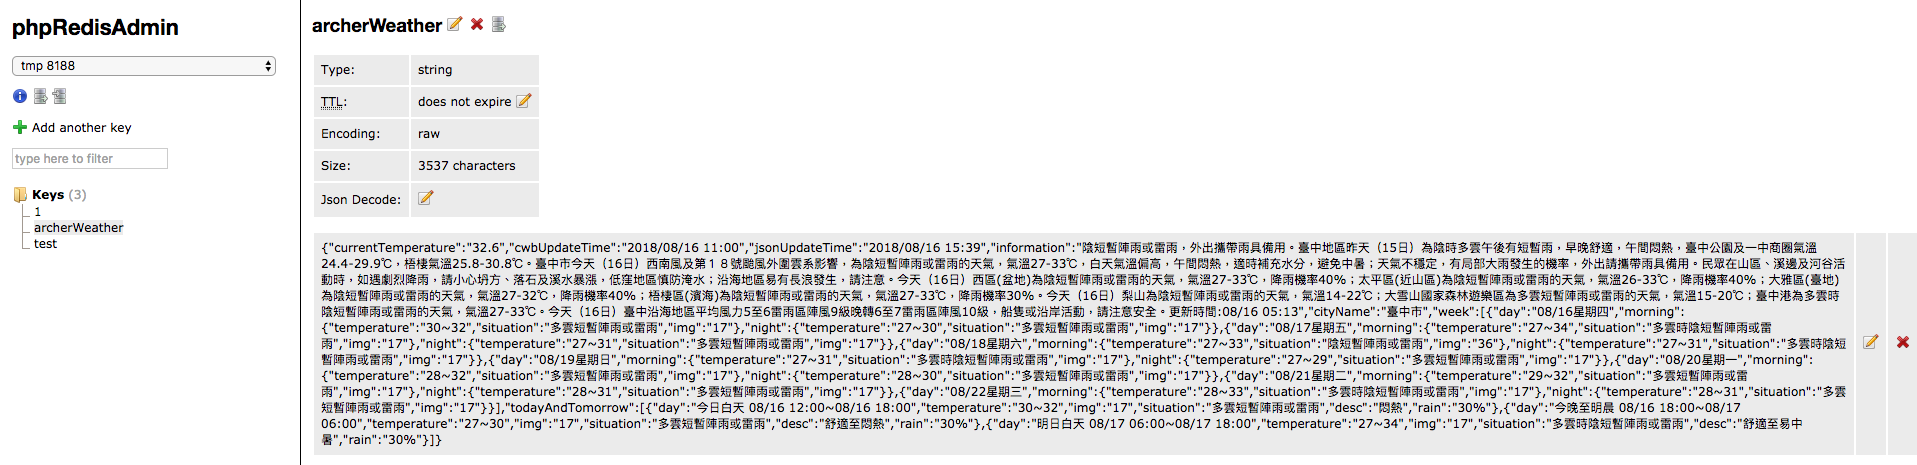 phpRedisAdmin
tmp 8188
Add another key
type here to filter
Keys (3)
1
archerWeather
test
archerWeather
Type: string
TTL: does not expire
Encoding: raw
Size: 3537 characters
Json Decode:
{"currentTemperature":"32.6","cwbUpdateTime":"2018/08/16 11:00","jsonUpdateTime":"2018/08/16 15:39","information":"陰短暫陣雨或雷雨，外出攜帶雨具備用。臺中地區昨天（15日）為陰時多雲午後有短暫雨，早晚舒適，午間悶熱，臺中公園及一中商圈氣溫
24.4-29.9℃，梧棲氣溫25.8-30.8℃。臺中市今天（16日）西南風及第１８號颱風外圍雲系影響，為陰短暫陣雨或雷雨的天氣，氣溫27-33℃，白天氣溫偏高，午間悶熱，適時補充水分，避免中暑；天氣不穩定，有局部大雨發生的機率，外出請攜帶雨具備用。民眾在山區、溪邊及河谷活
動時，如遇劇烈降雨，請小心坍方、落石及溪水暴漲，低窪地區慎防淹水；沿海地區易有長浪發生，請注意。今天（16日）西區(盆地)為陰短暫陣雨或雷雨的天氣，氣溫27-33℃，降雨機率40%；太平區(近山區)為陰短暫陣雨或雷雨的天氣，氣溫26-33℃，降雨機率40%；大雅區(臺地)
為陰短暫陣雨或雷雨的天氣，氣溫27-32℃，降雨機率40%；梧棲區(濱海)為陰短暫陣雨或雷雨的天氣，氣溫27-33℃，降雨機率30%。今天（16日）梨山為陰短暫陣雨或雷雨的天氣，氣溫14-22℃；大雪山國家森林遊樂區為多雲短暫陣雨或雷雨的天氣，氣溫15-20℃；臺中港為多雲時
陰短暫陣雨或雷雨的天氣，氣溫27-33℃。今天（16日）臺中沿海地區平均風力5至6雷雨區陣風9級晚轉6至7雷雨區陣風10級，船隻或沿岸活動，請注意安全。更新時間:08/16 05:13","cityName":"臺中市","week":[{"day":"08/16星期四","morning":
{"temperature":"30~32","situation":"多雲短暫陣雨或雷雨","img":"17"},"night":{"temperature":"27~30","situation":"多雲短暫陣雨或雷雨","img":"17"}},{"day":"08/17星期五","morning":{"temperature":"27~34","situation":"多雲時陰短暫陣雨或雷
雨","img":"17"},"night":{"temperature":"27~31","situation":"多雲短暫陣雨或雷雨","img":"17"}},{"day":"08/18星期六","morning":{"temperature":"27~33","situation":"陰短暫陣雨或雷雨","img":"36"},"night":{"temperature":"27~31","situation":"多雲時陰短
暫陣雨或雷雨","img":"17"}},{"day":"08/19星期日","morning":{"temperature":"27~31","situation":"多雲時陰短暫陣雨或雷雨","img":"17"},"night":{"temperature":"27~29","situation":"多雲短暫陣雨或雷雨","img":"17"}},{"day":"08/20星期一","morning":
{"temperature":"28~32","situation":"多雲短暫陣雨或雷雨","img":"17"},"night":{"temperature":"28~30","situation":"多雲短暫陣雨或雷雨","img":"17"}},{"day":"08/21星期二","morning":{"temperature":"29~32","situation":"多雲短暫陣雨或雷
雨","img":"17"},"night":{"temperature":"28~31","situation":"多雲短暫陣雨或雷雨","img":"17"}},{"day":"08/22星期三","morning":{"temperature":"28~33","situation":"多雲時陰短暫陣雨或雷雨","img":"17"},"night":{"temperature":"28~31","situation":"多雲
短暫陣雨或雷雨","img":"17"}}],"todayAndTomorrow":[{"day":"今日白天 08/16 12:00~08/16 18:00","temperature":"30~32","img":"17","situation":"多雲短暫陣雨或雷雨","desc":"悶熱","rain":"30%"},{"day":"今晚至明晨 08/16 18:00~08/17
06:00","temperature":"27~30","img":"17","situation":"多雲短暫陣雨或雷雨","desc":"舒適至悶熱","rain":"30%"},{"day":"明日白天 08/17 06:00~08/17 18:00","temperature":"27~34","img":"17","situation":"多雲時陰短暫陣雨或雷雨","desc":"舒適至易中
暑","rain":"30%"}]}